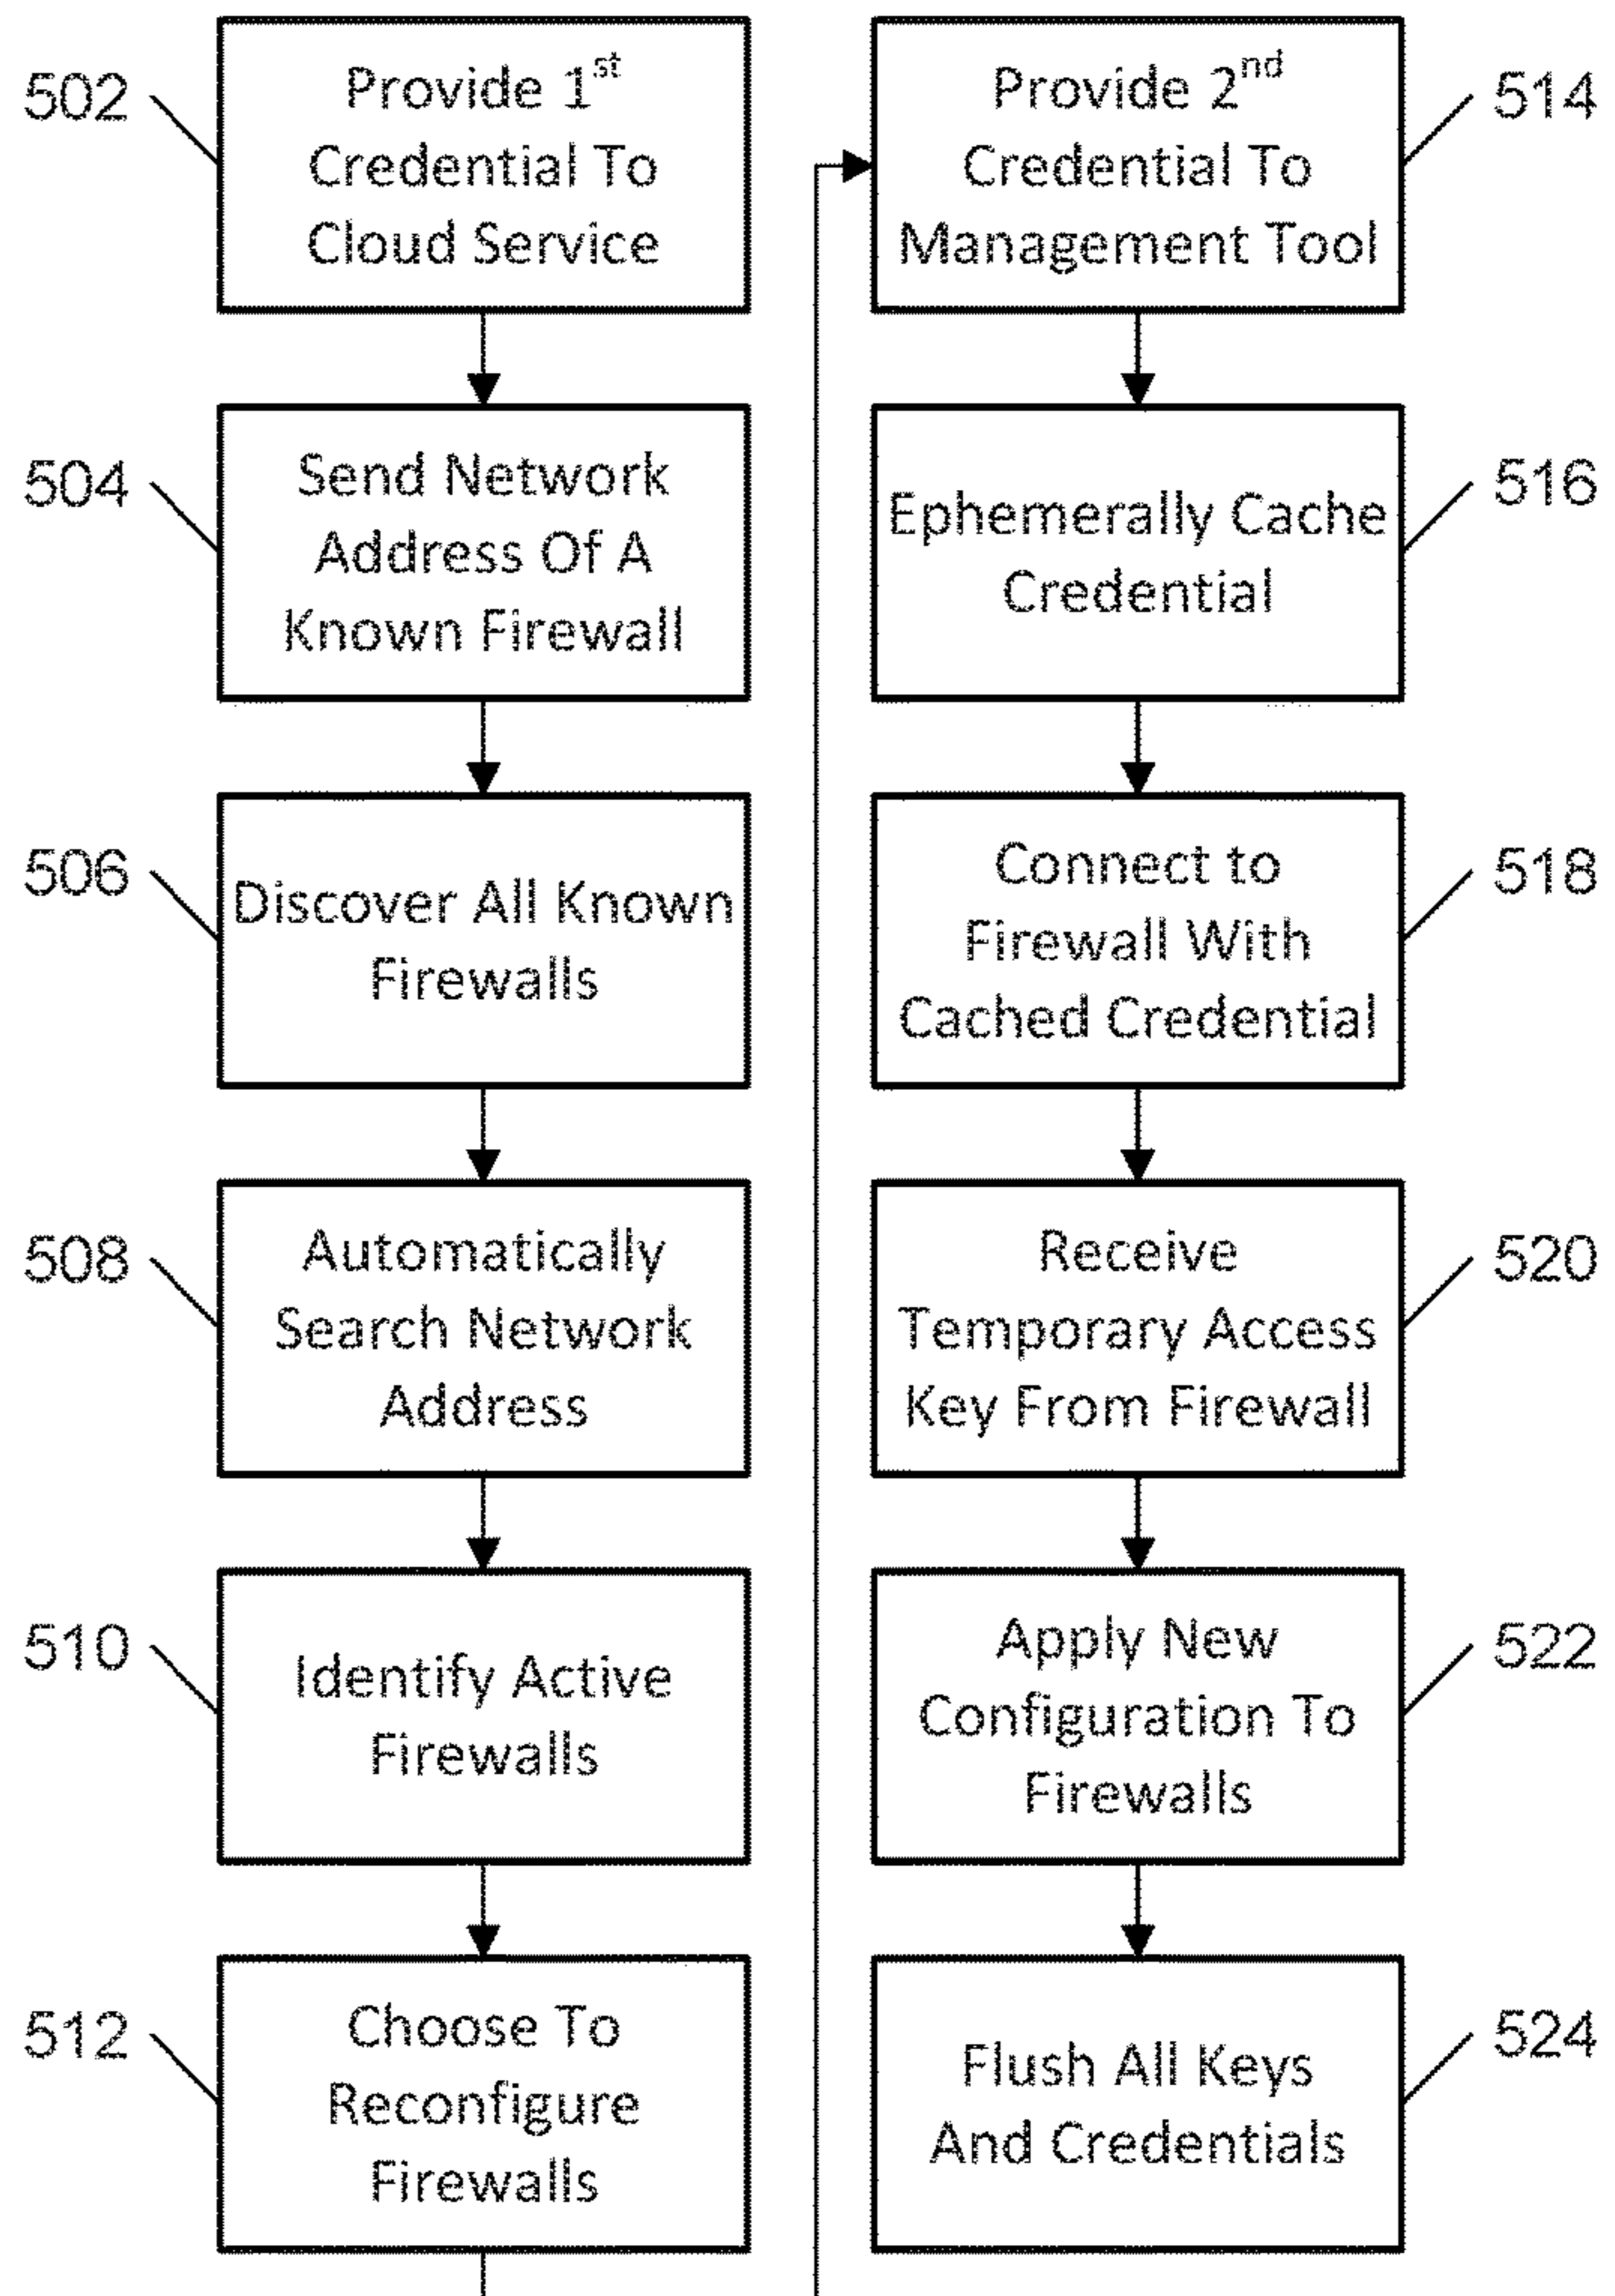 502
Provide 1st
Credential To
Cloud Service
504
Send Network
Address Of A
Known Firewall
506
Discover All Known
Firewalls
508
Automatically
Search Network
Address
510
Identify Active
Firewalls
512
Choose To
Reconfigure
Firewalls
514
Provide 2nd
Credential To
Management Tool
516
Ephemerally Cache
Credential
518
Connect to
Firewall With
Cached Credential
520
Receive
Temporary Access
Key From Firewall
522
Apply New
Configuration To
Firewalls
524
Flush All Keys
And Credentials